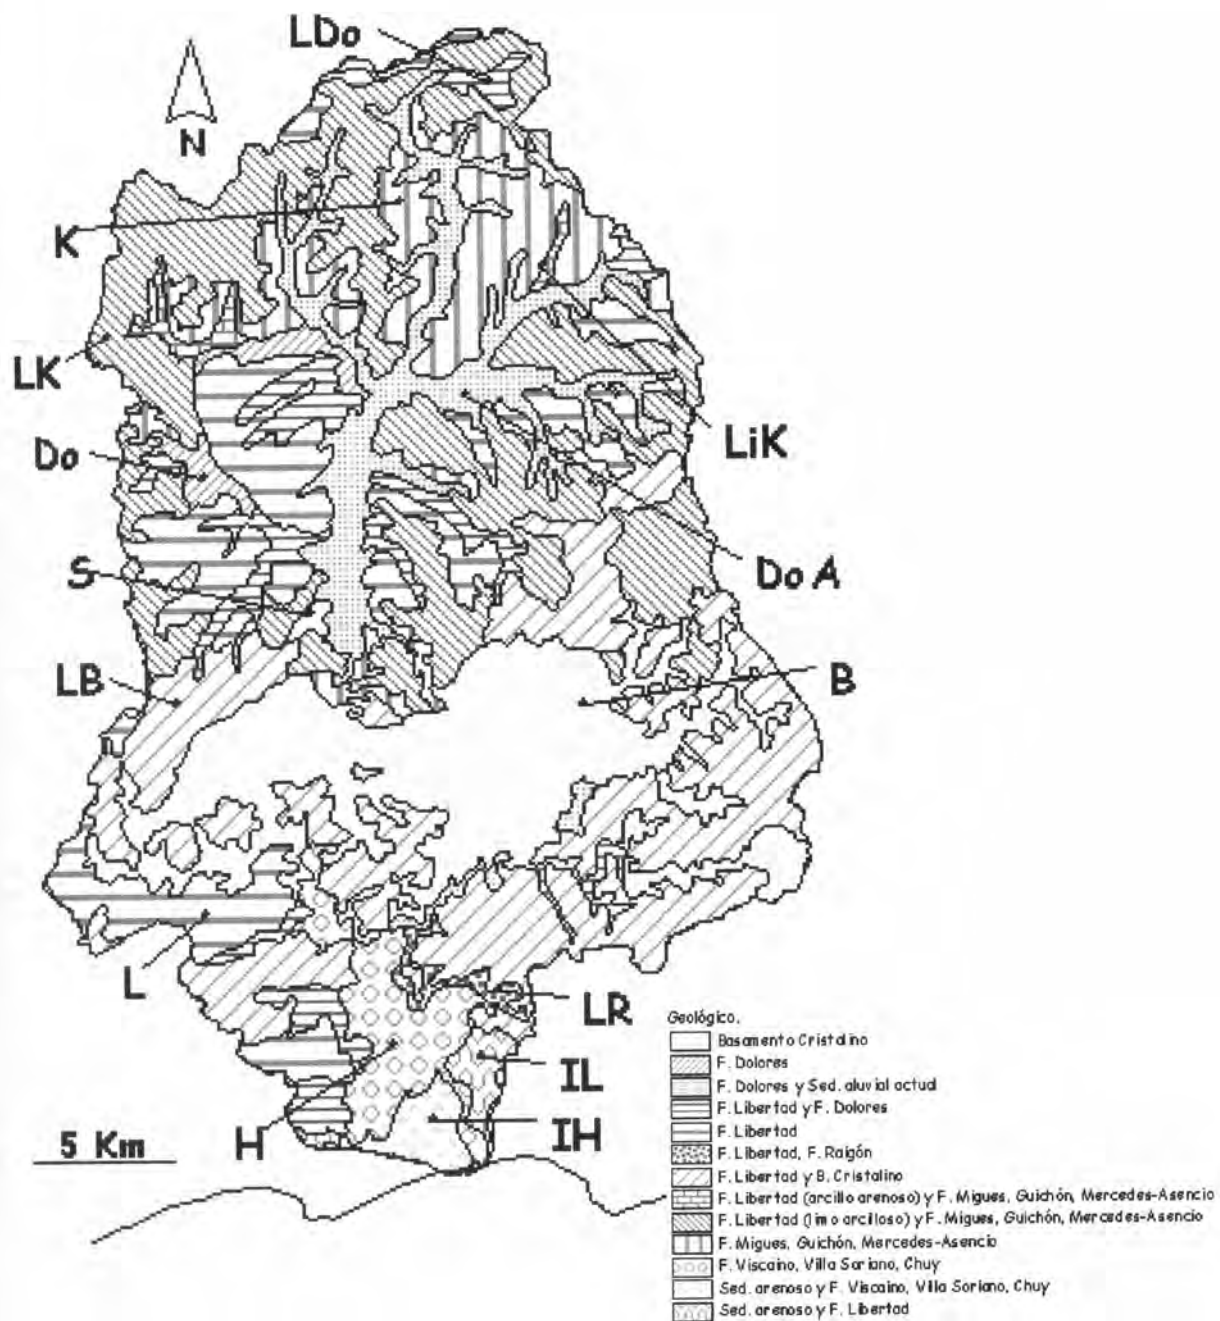 LDo
N
K
LK
Do
LiK
S
Do A
LB
B
L
LR
IL
5 Km
H
IH
Geológico.
Basamento Cristalino
F. Dolores
F. Dolores y Sed. aluvial actual
F. Libertad y F. Dolores
F. Libertad
F. Libertad, F. Raigón
F. Libertad y B. Cristalino
F. Libertad (arcillo arenoso) y F. Migues, Guichón, Mercedes-Asencio
F. Libertad (limo arcilloso) y F. Migues, Guichón, Mercedes-Asencio
F. Migues, Guichón, Mercedes-Asencio
F. Viscaino, Villa Soriano, Chuy
Sed. arenoso y F. Viscaino, Villa Soriano, Chuy
Sed. arenoso y F. Libertad